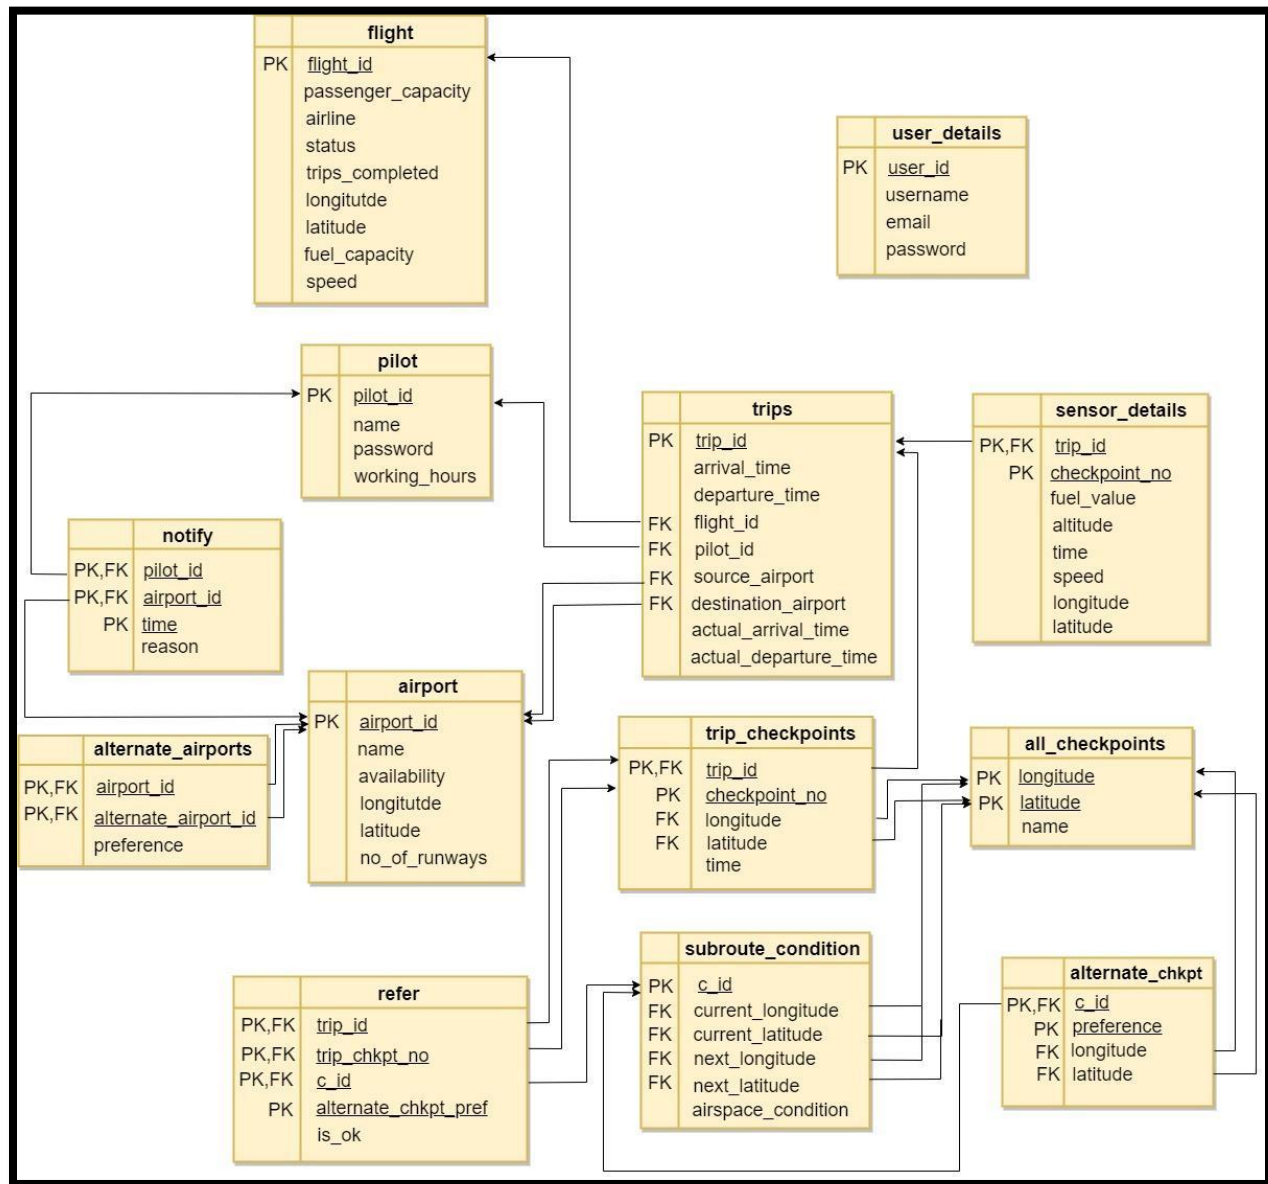 flight
PK flight_id
passenger_capacity
airline
status
trips_completed
longitutde
latitude
fuel_capacity
speed
user_details
PK user_id
username
email
password
pilot
PK pilot_id
name
password
working_hours
trips
PK trip_id
arrival_time
departure_time
FK flight_id
FK pilot_id
FK source_airport
FK destination_airport
actual_arrival_time
actual_departure_time
sensor_details
PK,FK trip_id
PK checkpoint_no
fuel_value
altitude
time
speed
longitude
latitude
notify
PK,FK pilot_id
PK,FK airport_id
PK time
reason
airport
PK airport_id
name
availability
longitutde
latitude
no_of_runways
alternate_airports
PK,FK airport_id
PK,FK alternate_airport_id
preference
trip_checkpoints
PK,FK trip_id
PK checkpoint_no
FK longitude
FK latitude
time
all_checkpoints
PK longitude
PK latitude
name
subroute_condition
PK c_id
FK current_longitude
FK current_latitude
FK next_longitude
FK next_latitude
airspace_condition
alternate_chkpt
PK,FK c_id
PK preference
FK longitude
FK latitude
refer
PK,FK trip_id
PK,FK trip_chkpt_no
PK,FK c_id
PK alternate_chkpt_pref
is_ok